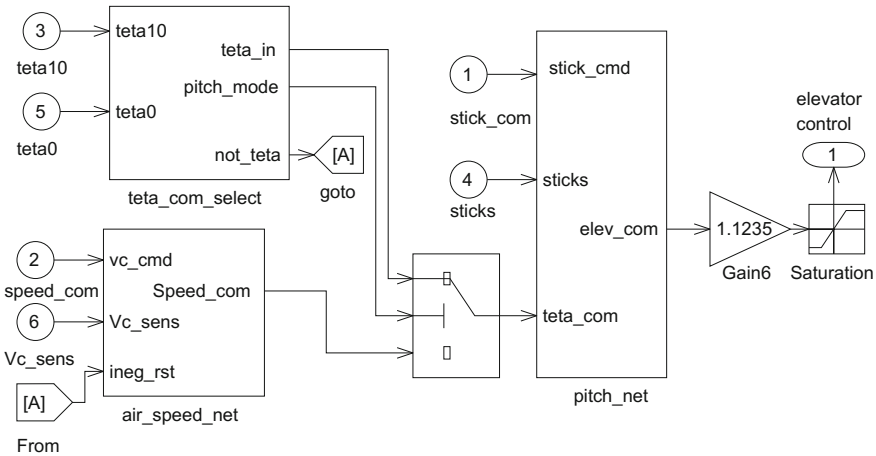 3
teta10
teta10
5
teta0
teta0
teta_in
pitch_mode
not_teta
teta_com_select
[A]
goto
2
speed_com
vc_cmd
6
Vc_sens
Vc_sens
Speed_com
ineg_rst
[A]
From
air_speed_net
1
stick_com
stick_cmd
4
sticks
sticks
elev_com
teta_com
pitch_net
1.1235
Gain6
elevator
control
1
Saturation